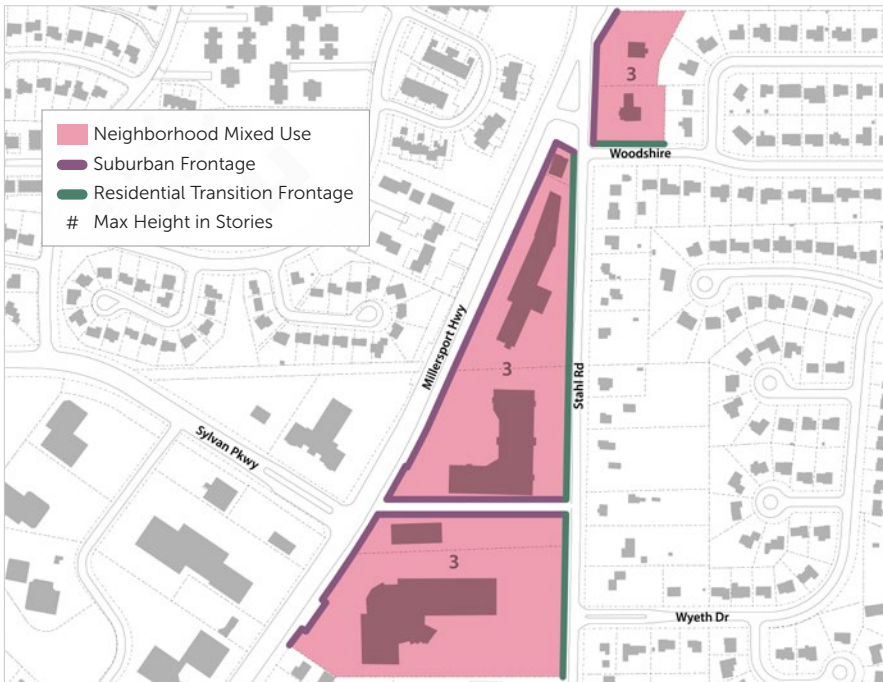 Neighborhood Mixed Use
Suburban Frontage
Residential Transition Frontage
# Max Height in Stories
3
Woodshire
Millersport Hwy
3
Stahl Rd
Sylvan Pkwy
3
Wyeth Dr